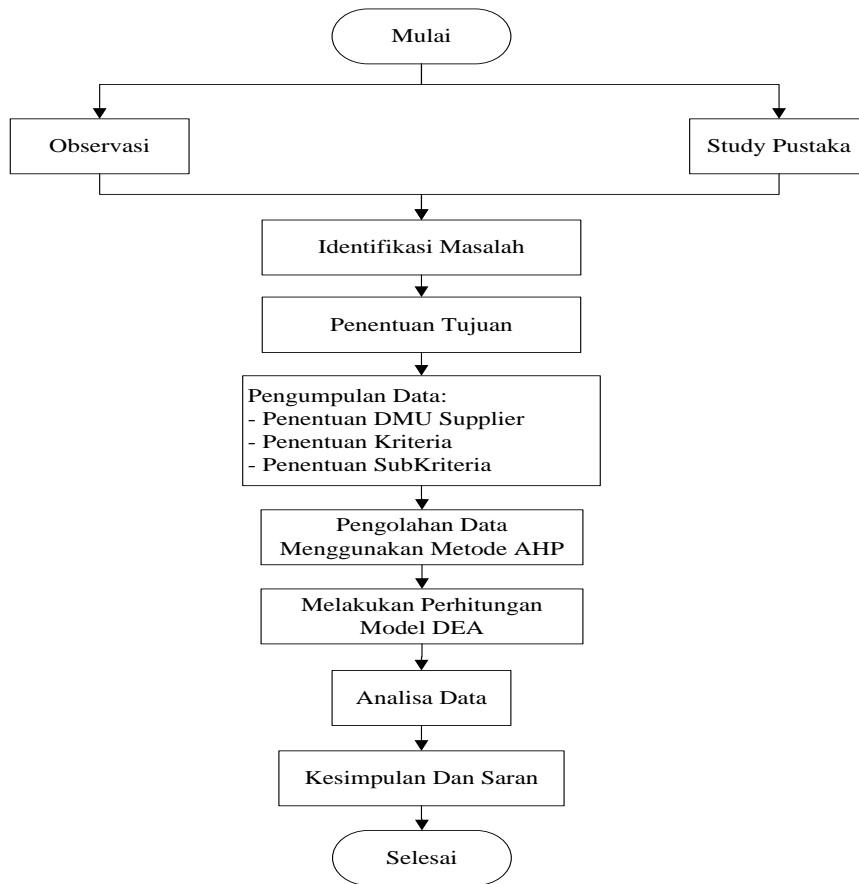 Mulai
Observasi
Study Pustaka
Identifikasi Masalah
Penentuan Tujuan
Pengumpulan Data:
- Penentuan DMU Supplier
- Penentuan Kriteria
- Penentuan SubKriteria
Pengolahan Data
Menggunakan Metode AHP
Melakukan Perhitungan
Model DEA
Analisa Data
Kesimpulan Dan Saran
Selesai